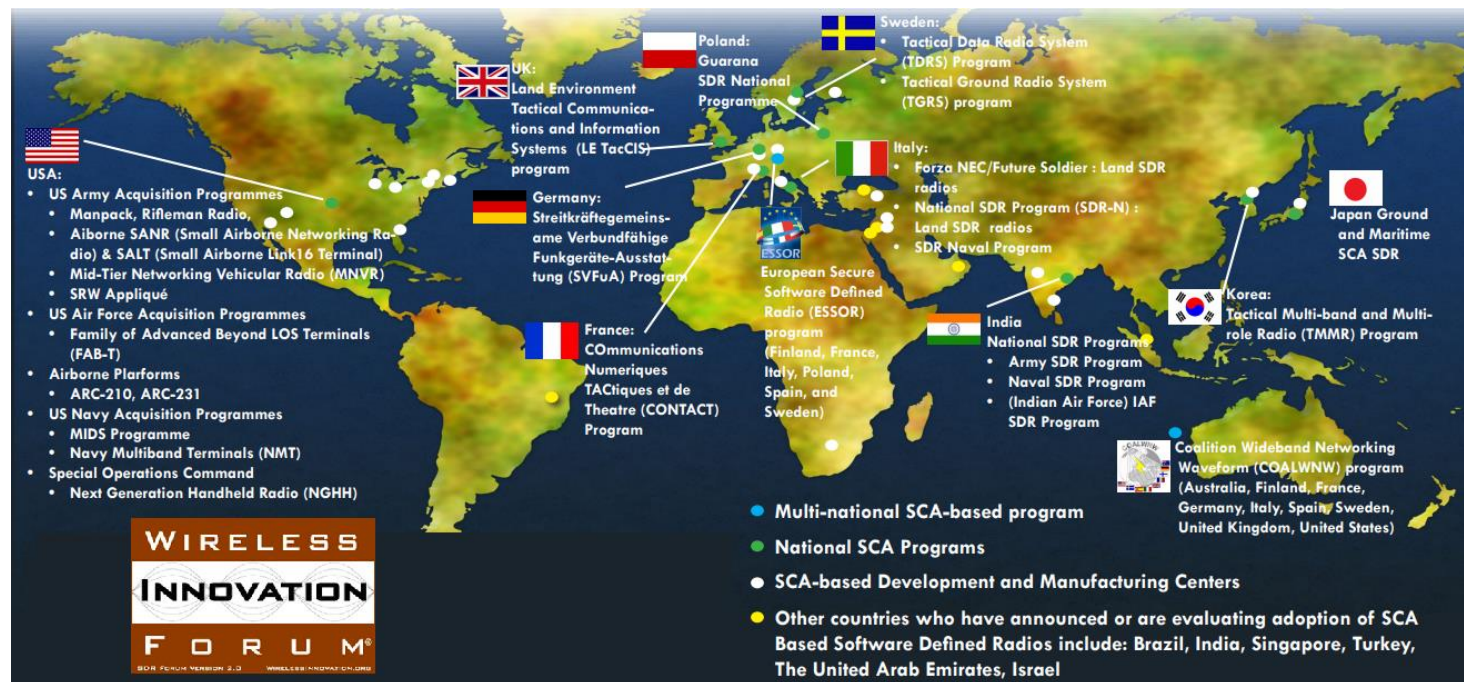 USA:
• US Army Acquisition Programmes
• Manpack, Rifleman Radio,
• Aiborne SANR (Small Airborne Networking Ra-
dio) & SALT (Small Airborne Link16 Terminal)
• Mid-Tier Networking Vehicular Radio (MNVR)
• SRW Appliqué
• US Air Force Acquisition Programmes
• Family of Advanced Beyond LOS Terminals
(FAB-T)
• Airborne Plarforms
• ARC-210, ARC-231
• US Navy Acquisition Programmes
• MIDS Programme
• Navy Multiband Terminals (NMT)
• Special Operations Command
• Next Generation Handheld Radio (NGHH)
UK:
Land Environment
Tactical Communica-
tions and Information
Systems (LE TacCIS)
program
Poland:
Guarana
SDR National
Programme
Sweden:
• Tactical Data Radio System
(TDRS) Program
• Tactical Ground Radio System
(TGRS) program
Germany:
Streitkräftegemeins-
ame Verbundfähige
Funkgeräte-Ausstat-
tung (SVFuA) Program
Italy:
• Forza NEC/Future Soldier : Land SDR
radios
• National SDR Program (SDR-N) :
Land SDR radios
• SDR Naval Program
France:
COmmunications
Numeriques
TACtiques et de
Theatre (CONTACT)
Program
ESSOR
European Secure
Software Defined
Radio (ESSOR)
program
(Finland, France,
Italy, Poland,
Spain, and
Sweden)
India
National SDR Programs
• Army SDR Program
• Naval SDR Program
• (Indian Air Force) IAF
SDR Program
Japan Ground
and Maritime
SCA SDR
Korea:
Tactical Multi-band and Multi-
role Radio (TMMR) Program
COALWNW
Coalition Wideband Networking
Waveform (COALWNW) program
(Australia, Finland, France,
Germany, Italy, Spain, Sweden,
United Kingdom, United States)
• Multi-national SCA-based program
• National SCA Programs
• SCA-based Development and Manufacturing Centers
• Other countries who have announced or are evaluating adoption of SCA
Based Software Defined Radios include: Brazil, India, Singapore, Turkey,
The United Arab Emirates, Israel
WIRELESS
INNOVATION
FORUM®
SDR FORUM VERSION 2.0 WIRELESSINNOVATION.ORG